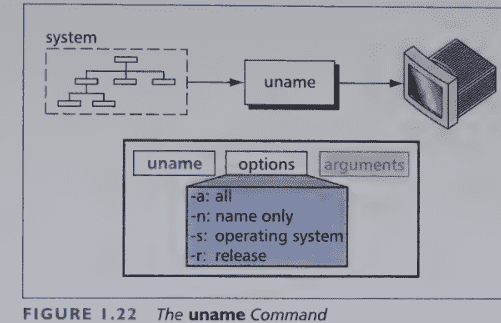 system
uname
uname options arguments
-a: all
-n: name only
-s: operating system
-r: release
FIGURE 1.22 The uname Command